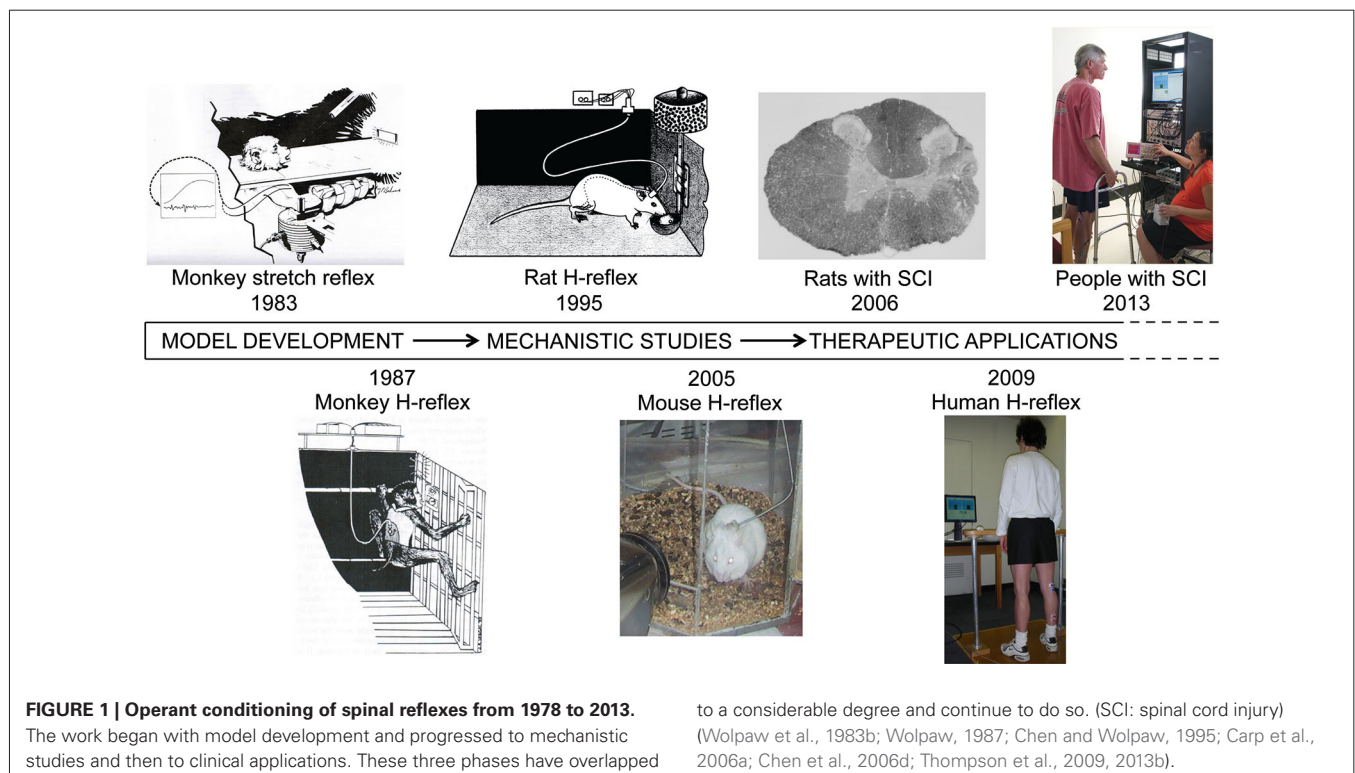 Monkey stretch reflex
1983
Rat H-reflex
1995
Rats with SCI
2006
People with SCI
2013
MODEL DEVELOPMENT → MECHANISTIC STUDIES → THERAPEUTIC APPLICATIONS
1987
Monkey H-reflex
2005
Mouse H-reflex
2009
Human H-reflex
FIGURE 1 | Operant conditioning of spinal reflexes from 1978 to 2013.
The work began with model development and progressed to mechanistic
studies and then to clinical applications. These three phases have overlapped
to a considerable degree and continue to do so. (SCI: spinal cord injury)
(Wolpaw et al., 1983b; Wolpaw, 1987; Chen and Wolpaw, 1995; Carp et al.,
2006a; Chen et al., 2006d; Thompson et al., 2009, 2013b).